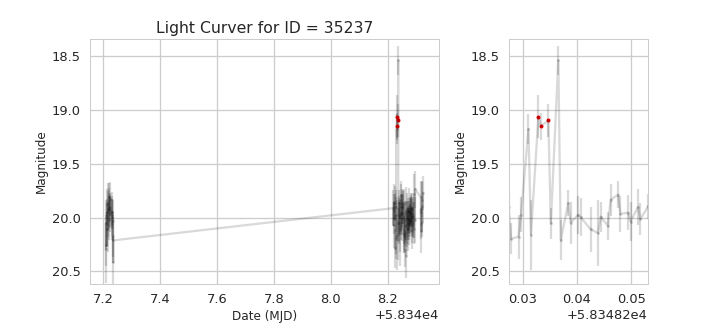 Light Curver for ID = 35237
Magnitude
18.5
19.0
19.5
20.0
20.5
7.2 7.4 7.6 7.8 8.0 8.2
Date (MJD)
+5.834e4
Magnitude
18.5
19.0
19.5
20.0
20.5
0.03 0.04 0.05
+5.83482e4